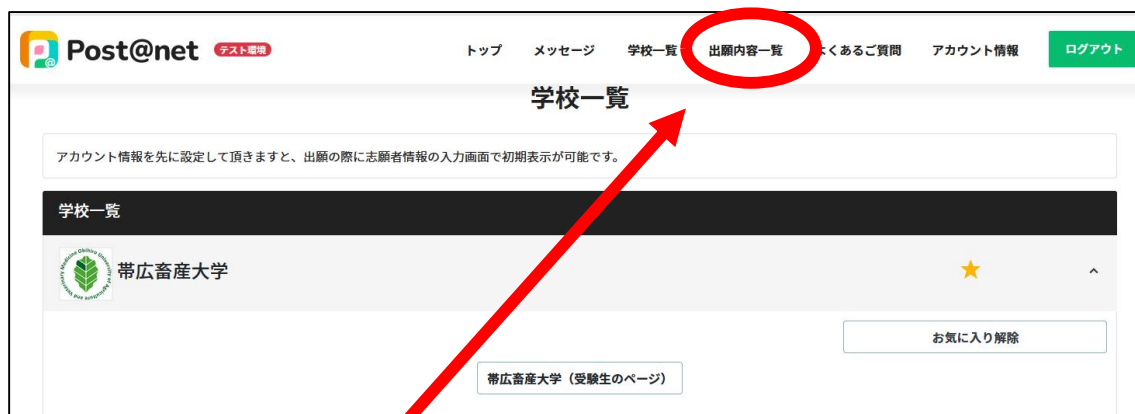 Post@net テスト環境 トップ メッセージ 学校一覧 出願内容一覧 よくあるご質問 アカウント情報 ログアウト
学校一覧
アカウント情報を先に設定して頂きますと、出願の際に志願者情報の入力画面で初期表示が可能です。
学校一覧
帯広畜産大学
お気に入り解除
帯広畜産大学（受験生のページ）